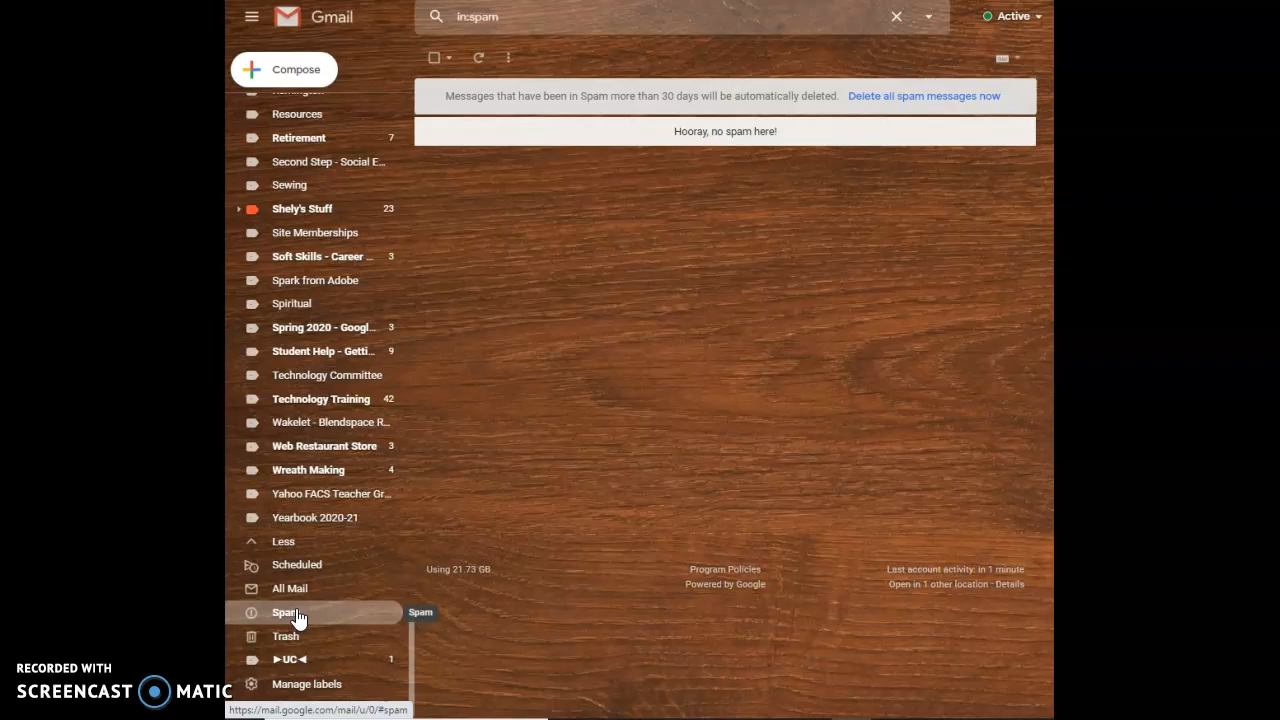 Gmail
in:spam
Active
Compose
Messages that have been in Spam more than 30 days will be automatically deleted. Delete all spam messages now
Hooray, no spam here!
Resources
Retirement 7
Second Step - Social E...
Sewing
Shely's Stuff 23
Site Memberships
Soft Skills - Career ... 3
Spark from Adobe
Spiritual
Spring 2020 - Googl... 3
Student Help - Getti... 9
Technology Committee
Technology Training 42
Wakelet - Blendspace R...
Web Restaurant Store 3
Wreath Making 4
Yahoo FACS Teacher Gr...
Yearbook 2020-21
Less
Scheduled
All Mail
Spam
Spam
Trash
►UC◄ 1
Manage labels
Using 21.73 GB
Program Policies
Powered by Google
Last account activity: in 1 minute
Open in 1 other location · Details
RECORDED WITH
SCREENCAST MATIC
https://mail.google.com/mail/u/0/#spam